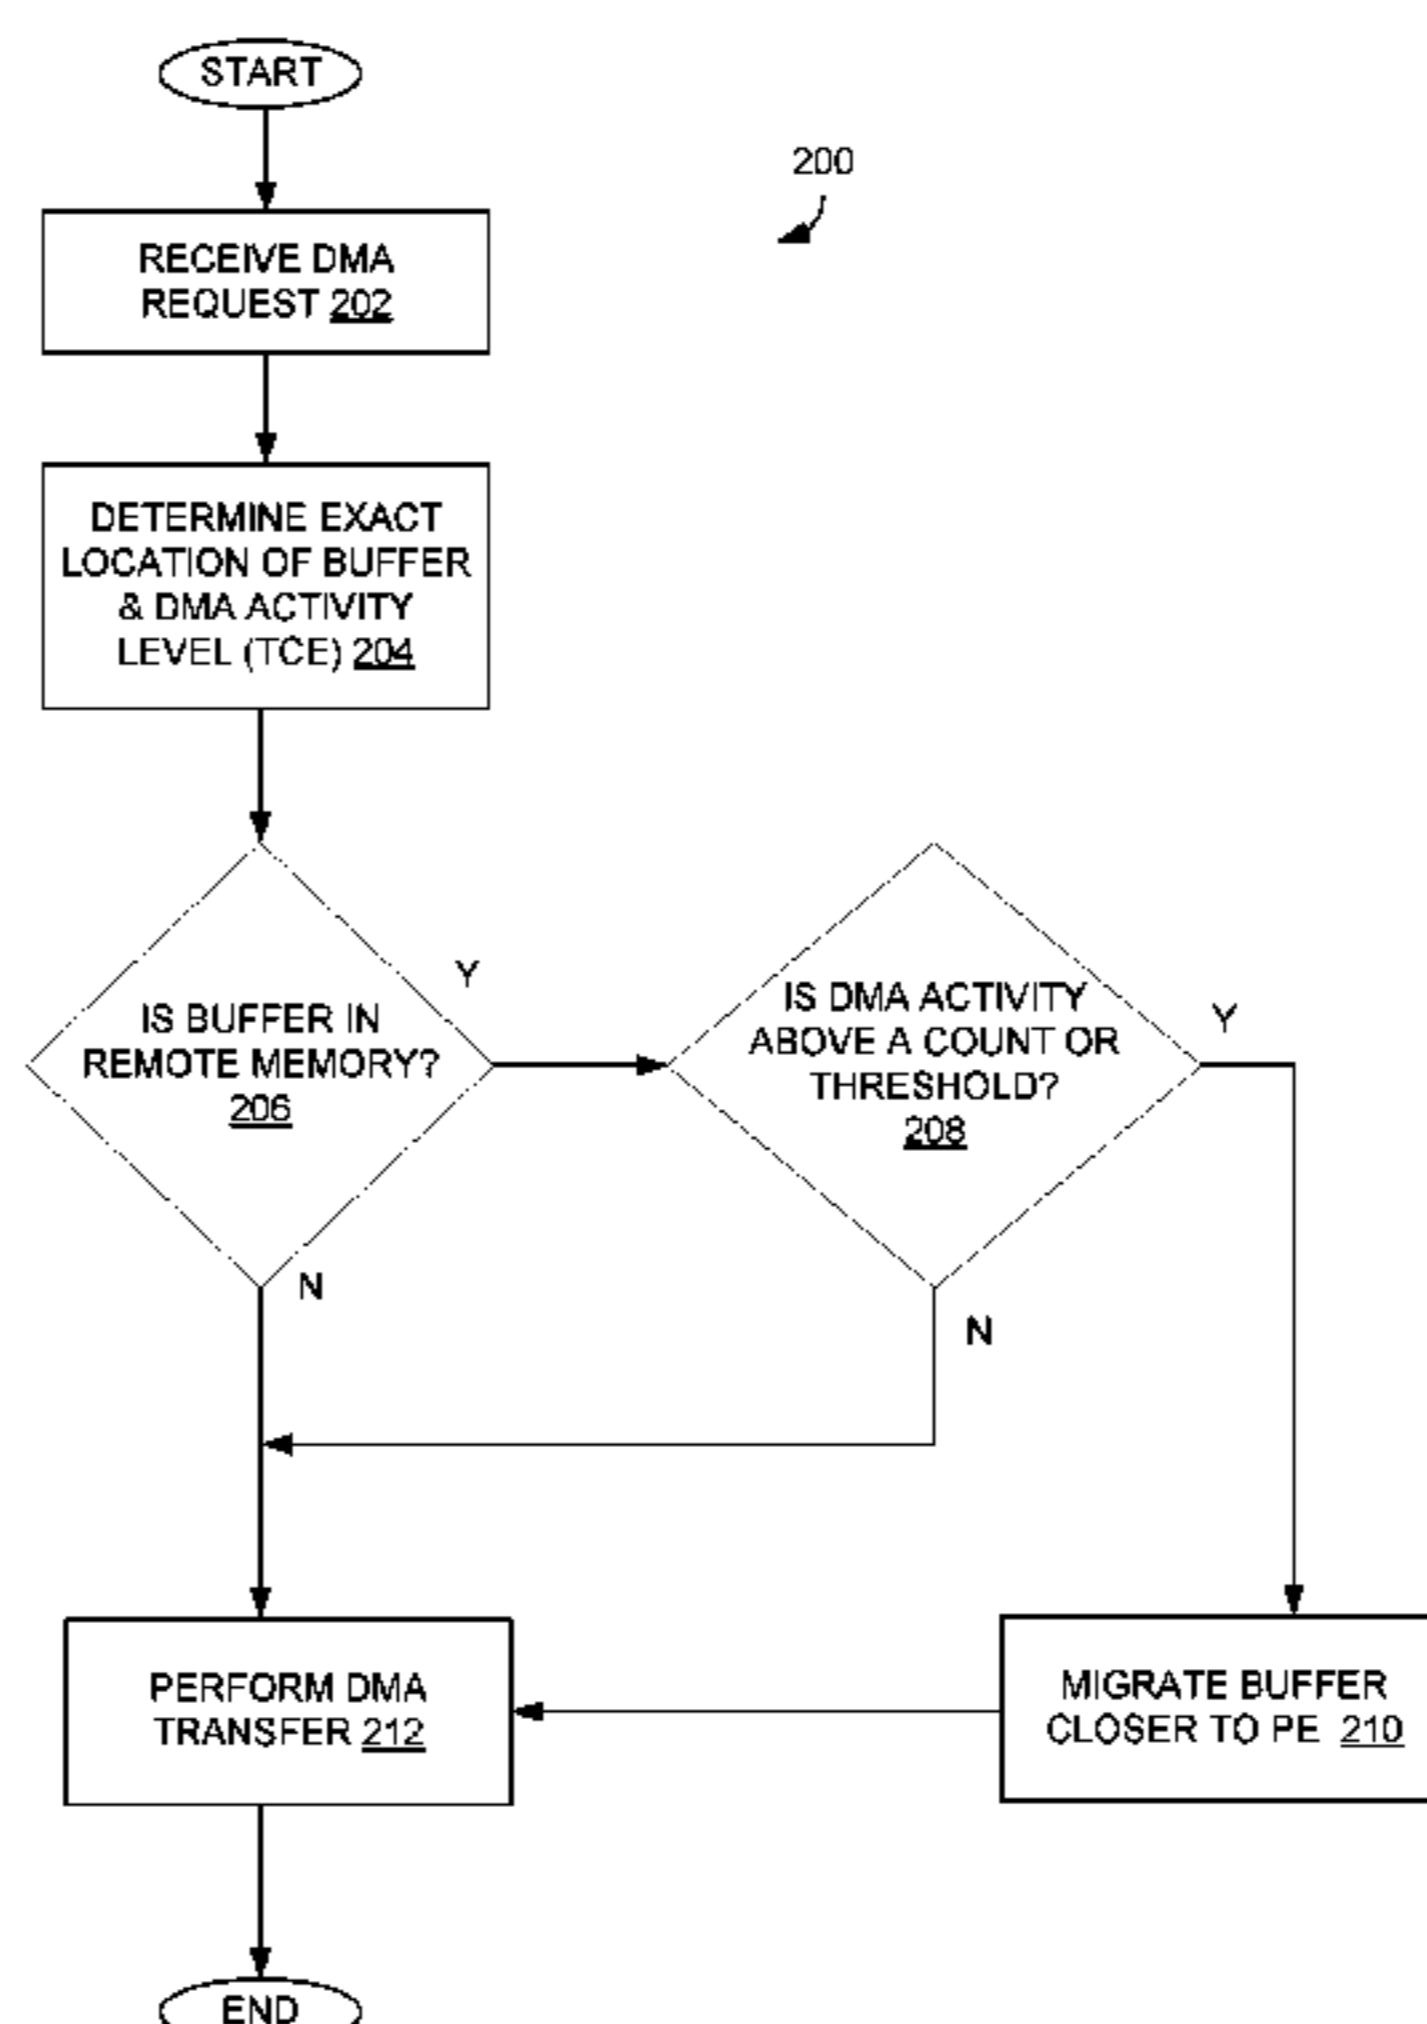 START
200
RECEIVE DMA
REQUEST 202
DETERMINE EXACT
LOCATION OF BUFFER
& DMA ACTIVITY
LEVEL (TCE) 204
IS BUFFER IN
REMOTE MEMORY?
206
Y
N
IS DMA ACTIVITY
ABOVE A COUNT OR
THRESHOLD?
208
Y
N
PERFORM DMA
TRANSFER 212
MIGRATE BUFFER
CLOSER TO PE 210
END